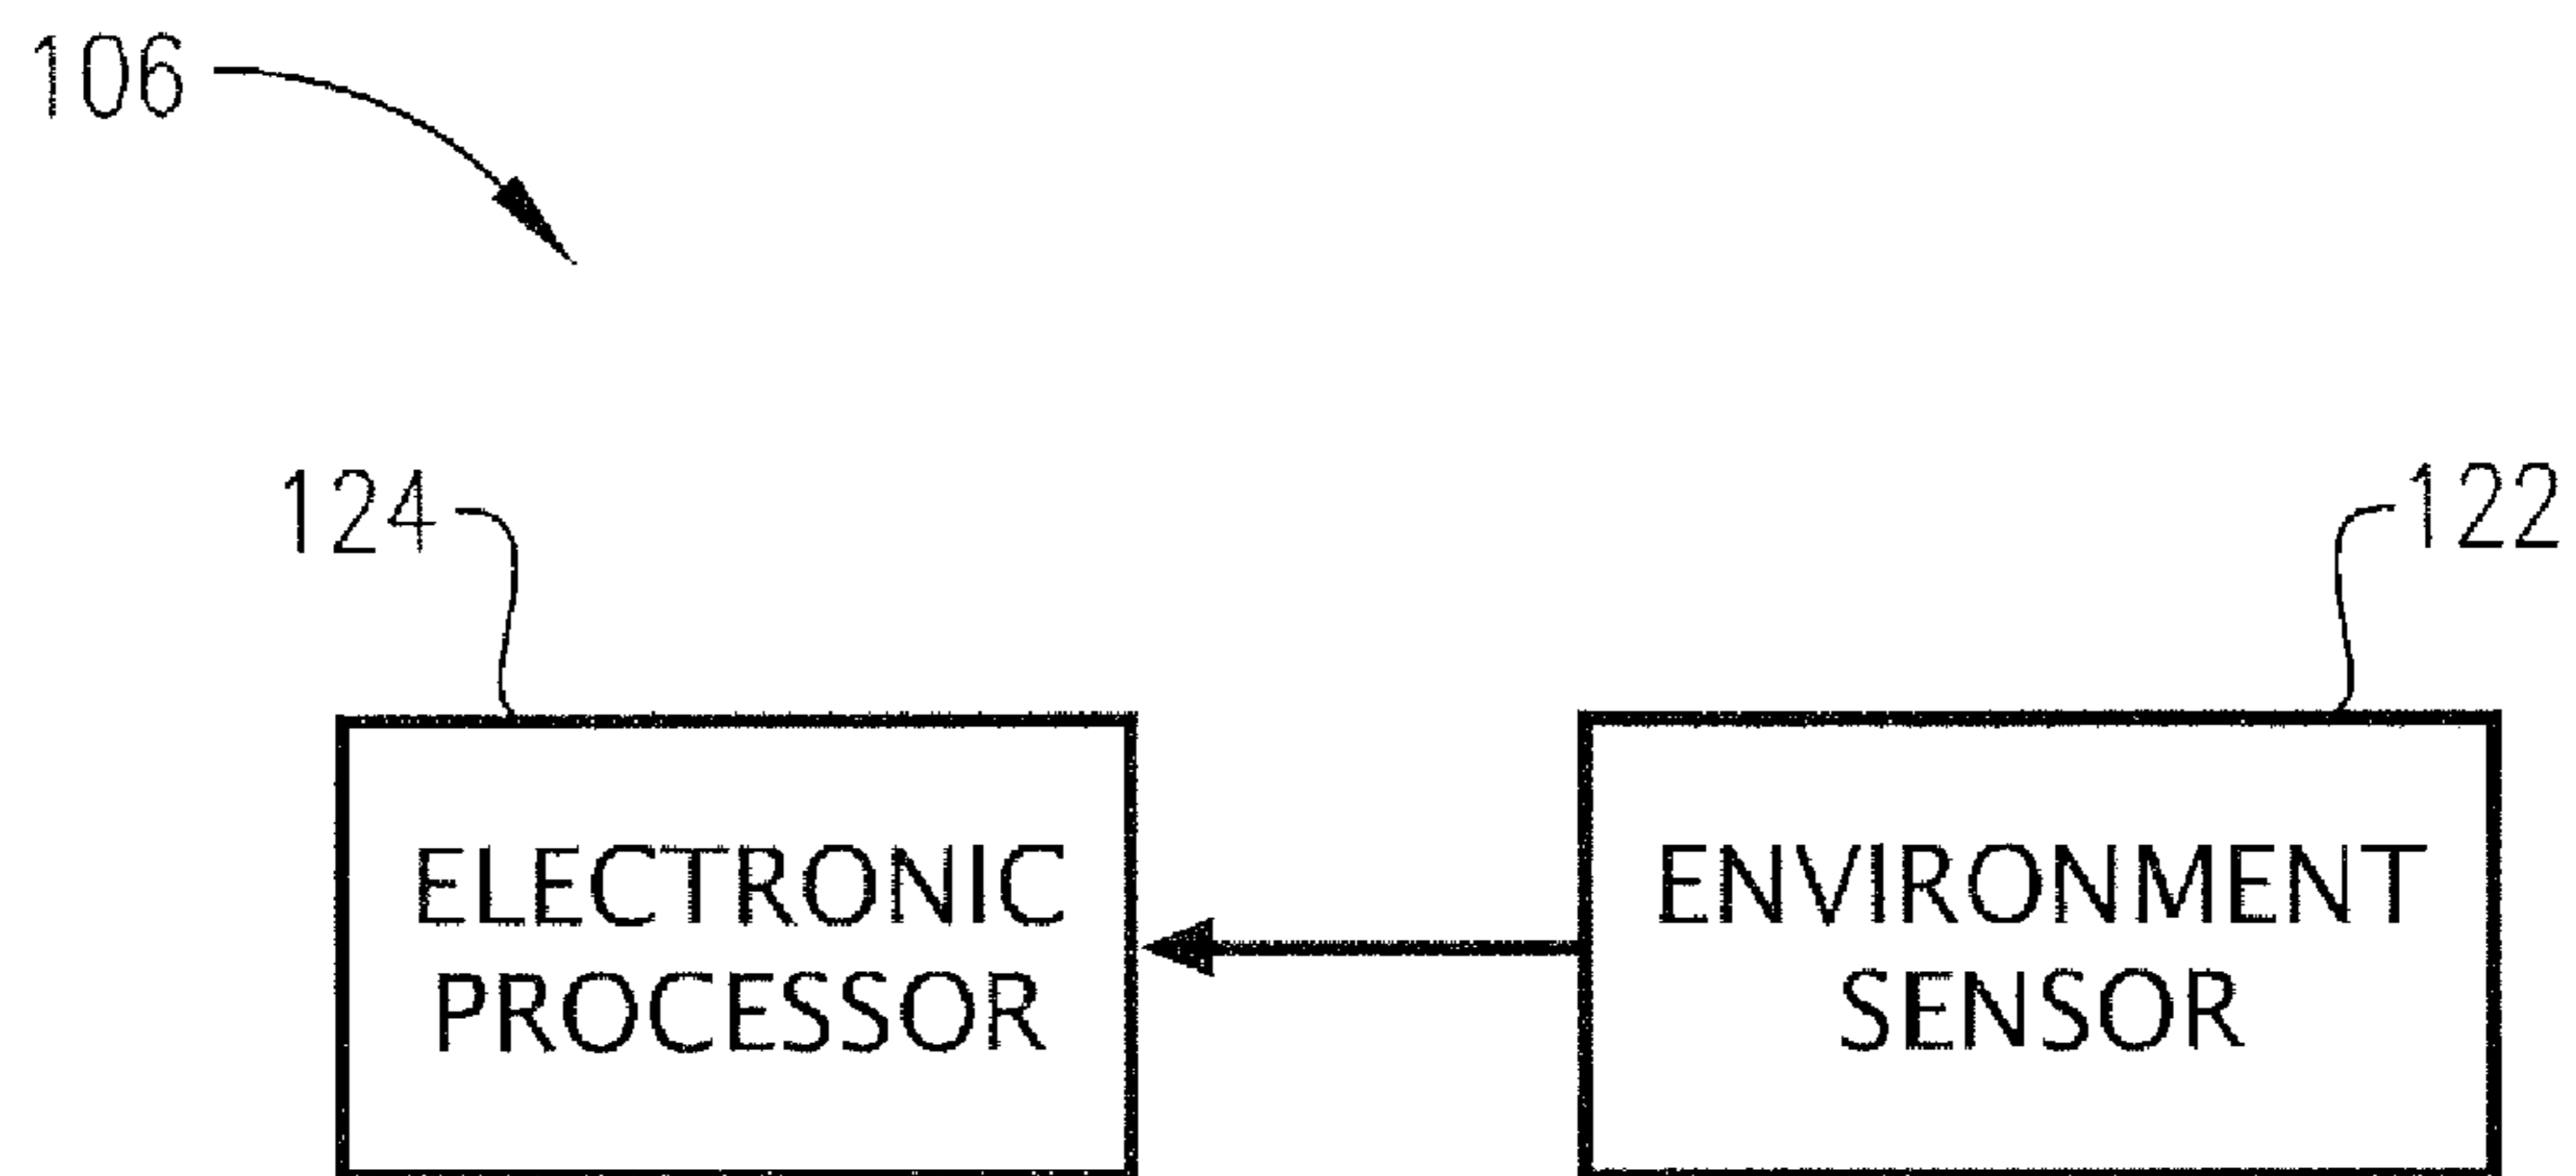 106
124
122
ELECTRONIC
PROCESSOR
ENVIRONMENT
SENSOR